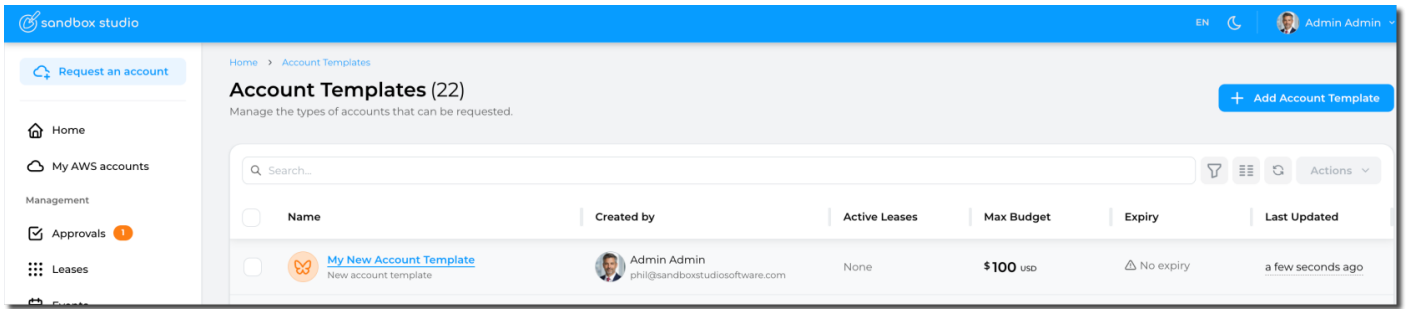 sandbox studio
EN
Admin Admin
Request an account
Home > Account Templates
Account Templates (22)
Manage the types of accounts that can be requested.
+ Add Account Template
Home
My AWS accounts
Management
Approvals 1
Leases
Events
Search...
Actions
Name
Created by
Active Leases
Max Budget
Expiry
Last Updated
My New Account Template
New account template
Admin Admin
phil@sandboxstudiosoftware.com
None
$100 USD
No expiry
a few seconds ago